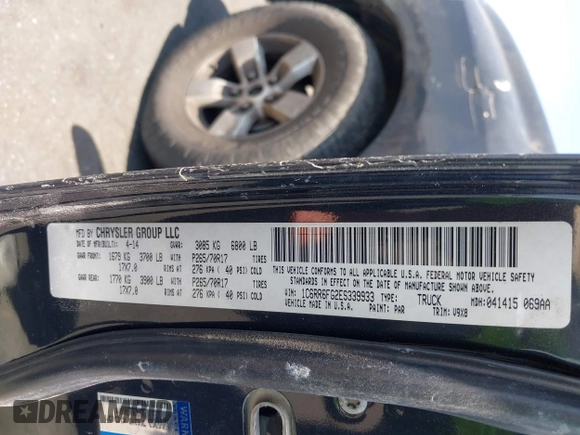 MFD BY CHRYSLER GROUP LLC
DATE OF MFR(BUILT): 4-14 GVWR: 3085 KG 6800 LB
GAWR FRONT: 1679 KG 3700 LB WITH P265/70R17
17X7.0 RIMS AT 276 KPA ( 40 PSI) COLD
GAWR REAR: 1770 KG 3900 LB WITH P265/70R17
17X7.0 RIMS AT 276 KPA ( 40 PSI) COLD
THIS VEHICLE CONFORMS TO ALL APPLICABLE U.S.A. FEDERAL MOTOR VEHICLE SAFETY
STANDARDS IN EFFECT ON THE DATE OF MANUFACTURE SHOWN ABOVE.
VIN: 1C6RR6FG2ES339933 TYPE: TRUCK MDH: 041415 069AA
VEHICLE MADE IN: U.S.A. PAINT: PAR TRIM: V9X8
WARN
DREAMBID